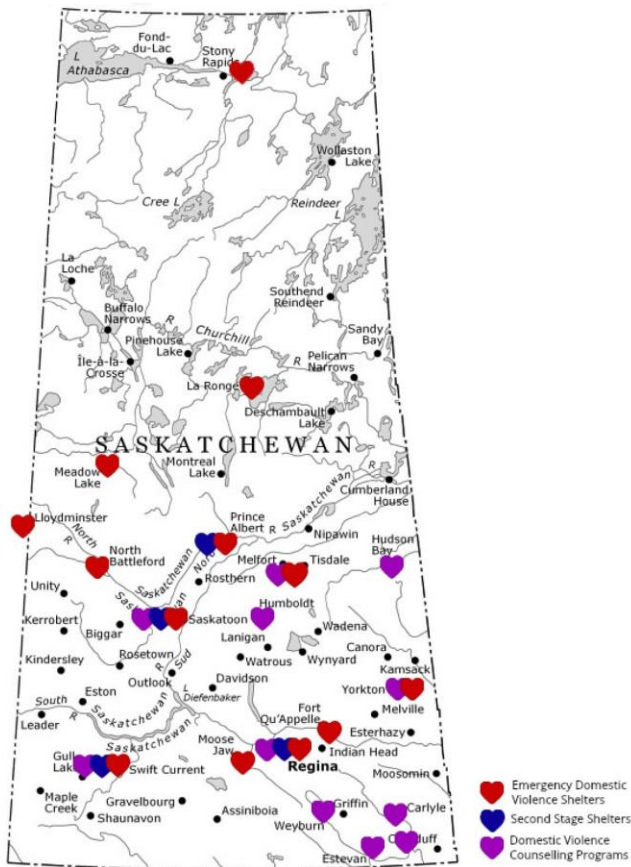 Fond-
du-Lac
Stony
Rapids
L
Athabasca
Wollaston
Lake
Cree L
Reindeer
L
La
Loche
Southend
Reindeer
Buffalo
Narrows
R
Churchill
Sandy
Bay
Pinehouse
Lake
R
Pelican
Narrows
Île-à-la-
Crosse
La Ronge
Deschambault
Lake
SASKATCHEWAN
Meadow
Lake
Montreal
Lake
R
Cumberland
House
Saskatchewan
Lloydminster
North
R
Prince
Albert
R
Nipawin
Hudson
Bay
North
Battleford
Saskatchewan
Nord
Melfort
Tisdale
Rosthern
Unity
Humboldt
Kerrobert
Biggar
Saskatoon
Lanigan
Wadena
Canora
Kamsack
Rosetown
Watrous
Wynyard
Kindersley
R
Sud
Outlook
Davidson
Yorkton
Eston
L
Diefenbaker
Melville
South
R
Saskatchewan
Fort
Qu'Appelle
Esterhazy
Leader
Saskatchewan
Moose
Jaw
Indian Head
Gull
Lake
Swift Current
Regina
Moosomin
Maple
Creek
Gravelbourg
Griffin
Carlyle
Shaunavon
Assiniboia
Weyburn
Estevan
Emergency Domestic
Violence Shelters
Second Stage Shelters
Domestic Violence
Counselling Programs